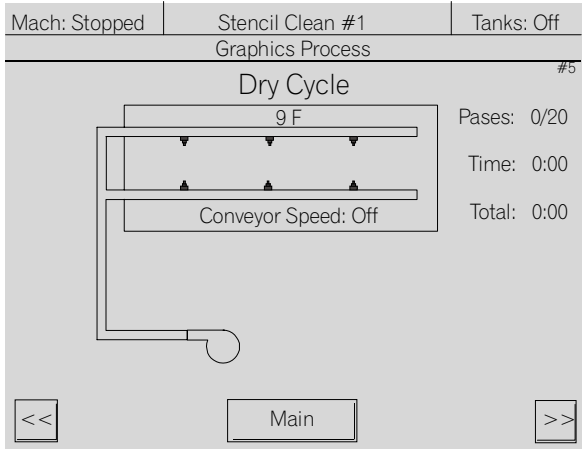 Mach: Stopped Stencil Clean #1 Tanks: Off
Graphics Process
#5
Dry Cycle
9 F
Pases: 0/20
Time: 0:00
Conveyor Speed: Off
Total: 0:00
<< Main >>